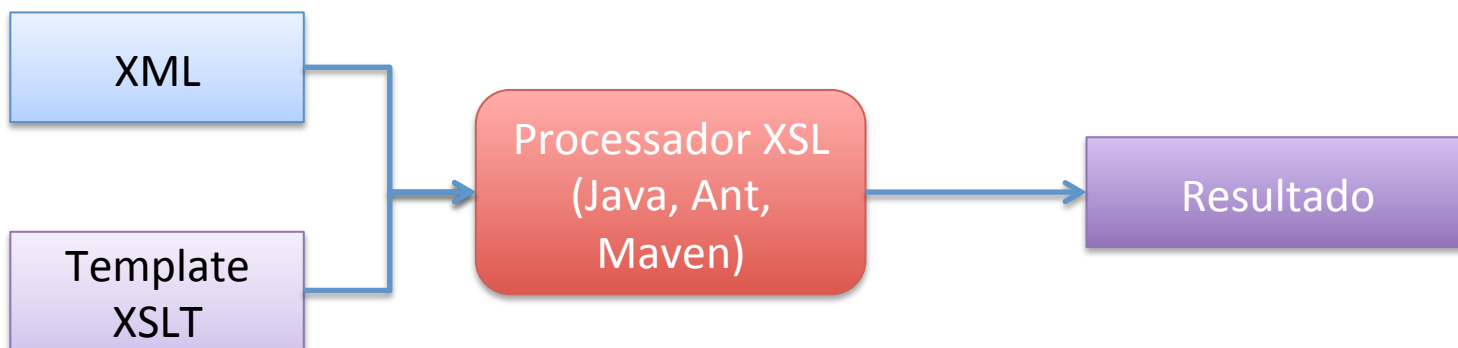 XML
Template
XSLT
Processador XSL
(Java, Ant,
Maven)
Resultado